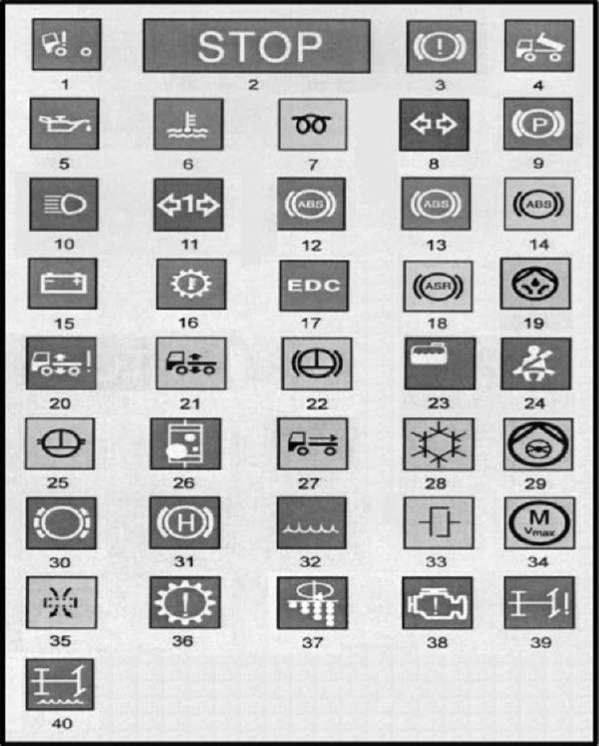 STOP
1 2 3 4
P
5 6 7 8 9
1 ABS ABS ABS
10 11 12 13 14
EDC ASR
15 16 17 18 19
20 21 22 23 24
25 26 27 28 29
H M
Vmax
30 31 32 33 34
35 36 37 38 39
40